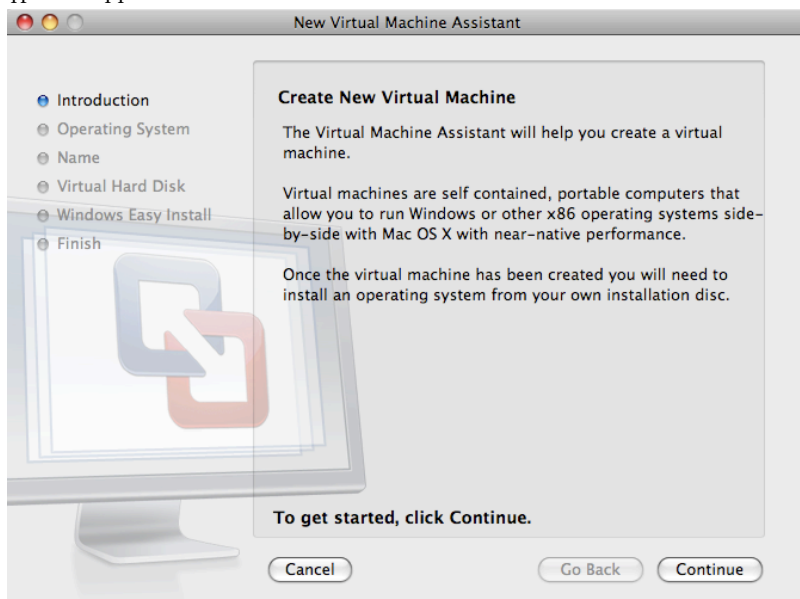 New Virtual Machine Assistant
Introduction
Operating System
Name
Virtual Hard Disk
Windows Easy Install
Finish
Create New Virtual Machine
The Virtual Machine Assistant will help you create a virtual
machine.
Virtual machines are self contained, portable computers that
allow you to run Windows or other x86 operating systems side-
by-side with Mac OS X with near-native performance.
Once the virtual machine has been created you will need to
install an operating system from your own installation disc.
To get started, click Continue.
Cancel
Go Back
Continue